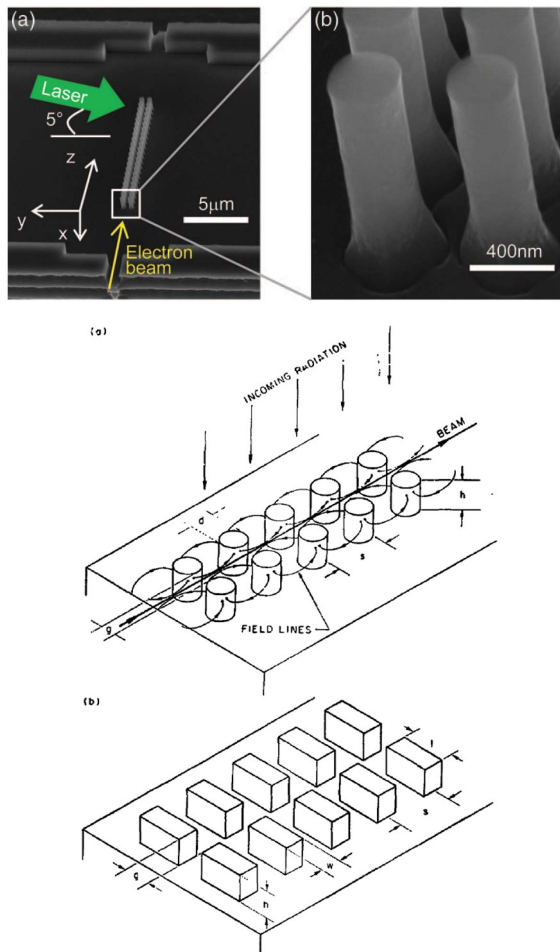 (a)
Laser
5°
z
y
x
5μm
Electron
beam
(b)
400nm
(a)
INCOMING RADIATION
BEAM
h
d
s
g
FIELD LINES
(b)
l
s
w
g
h